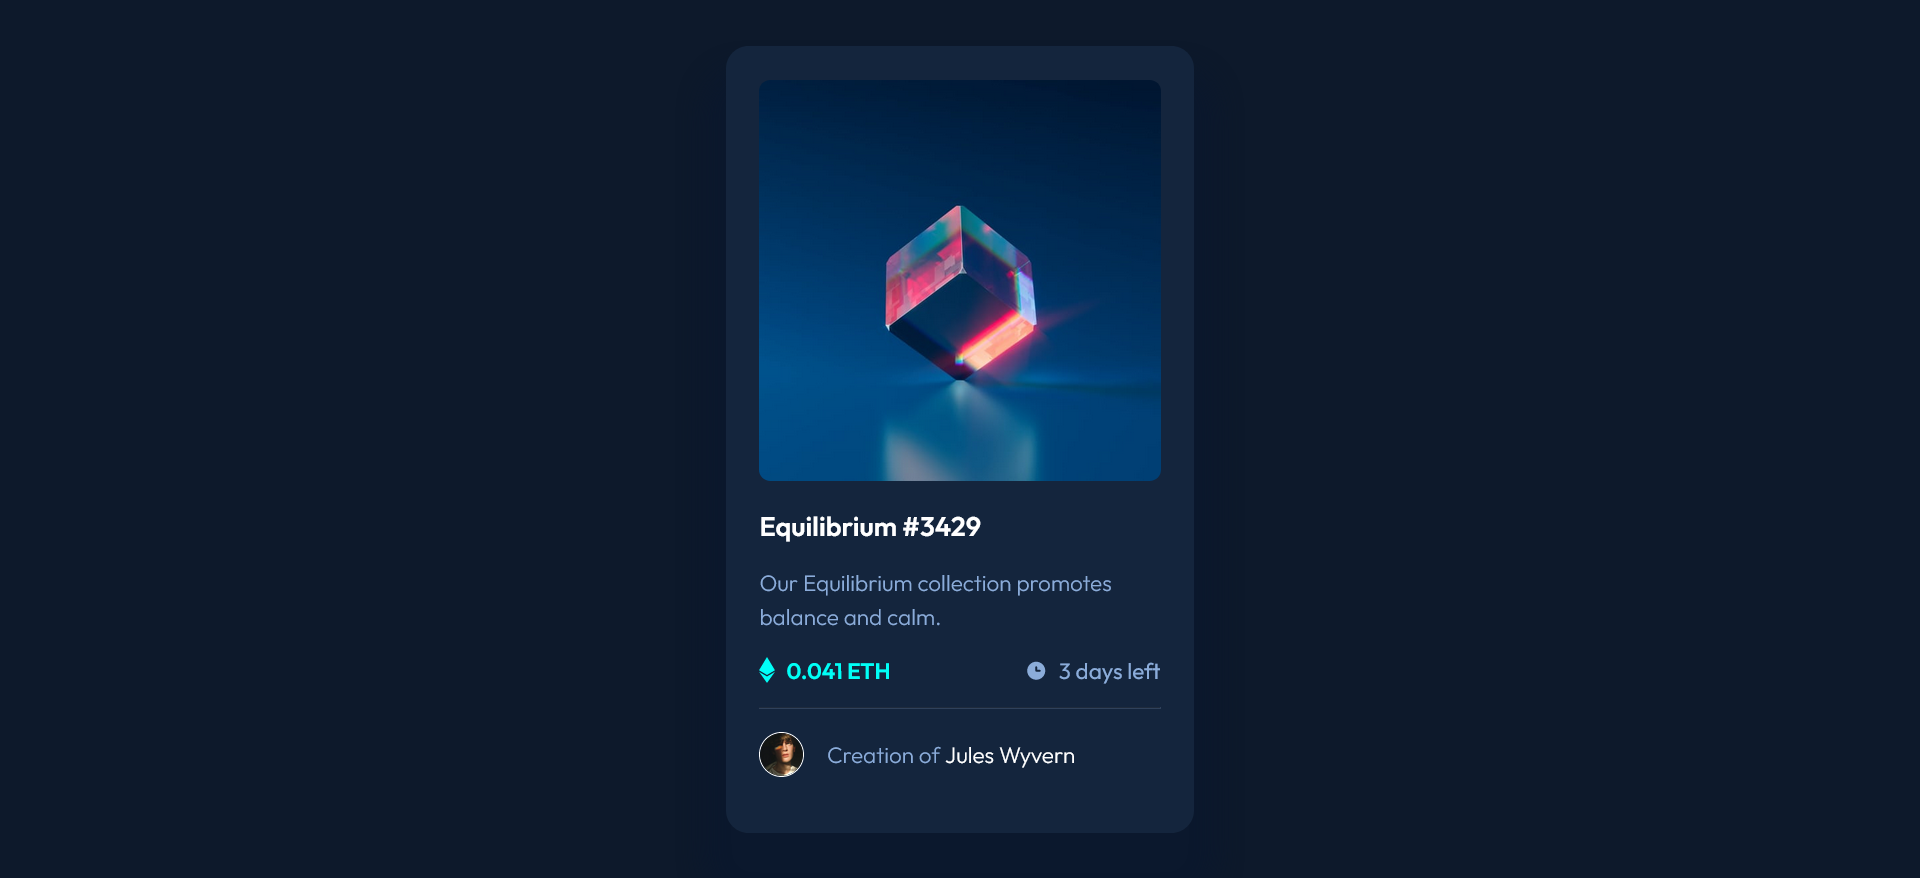 Equilibrium #3429
Our Equilibrium collection promotes
balance and calm.
0.041 ETH
3 days left
Creation of Jules Wyvern